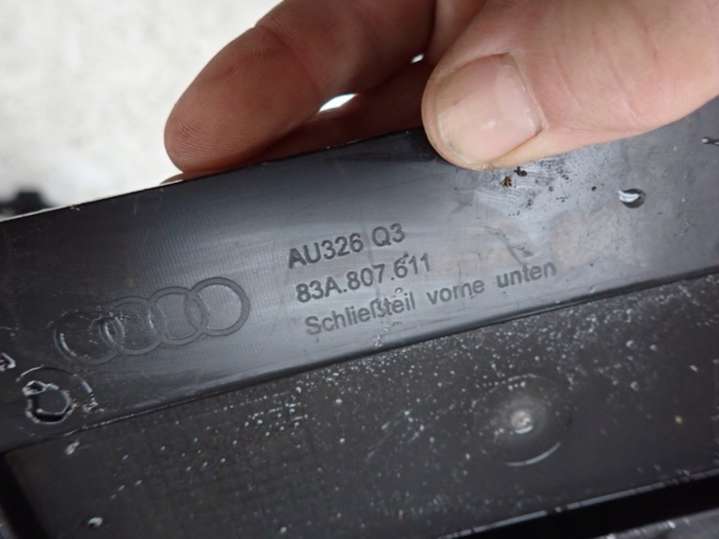 AU326 Q3
83A.807.611
Schließteil vorne unten